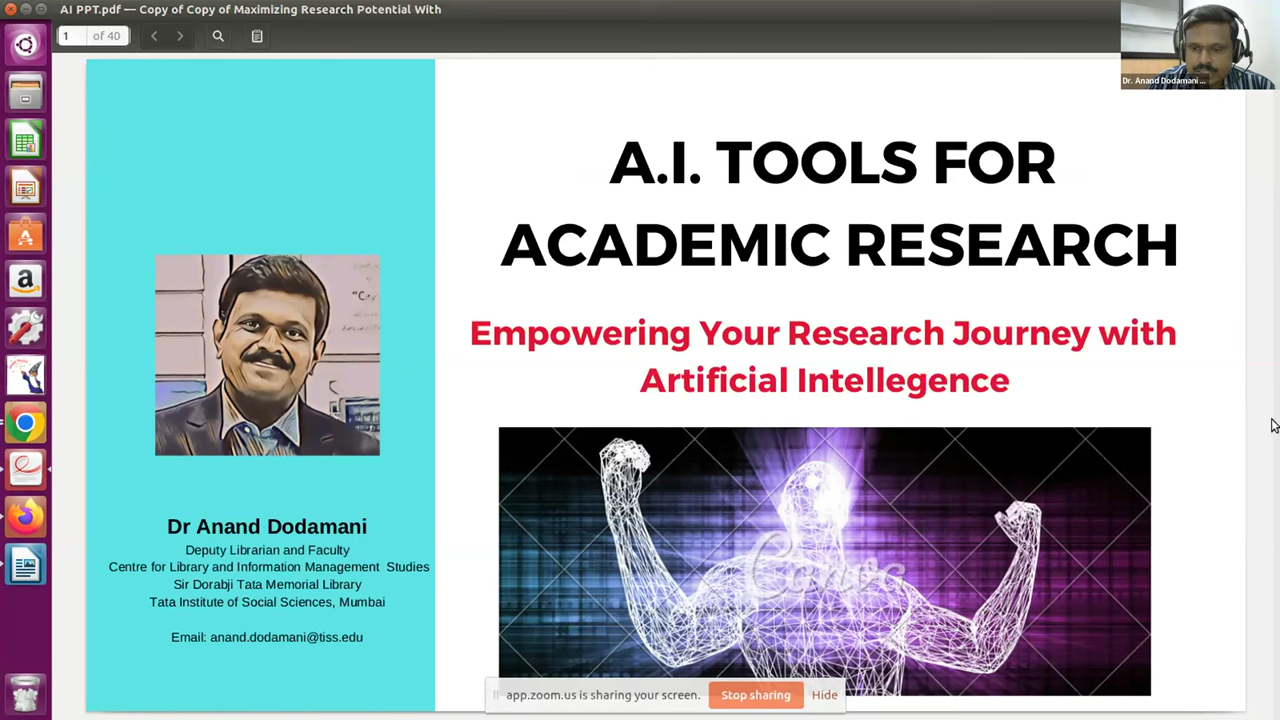 AI PPT.pdf — Copy of Copy of Maximizing Research Potential With
1 of 40
Dr. Anand Dodamani ...
A.I. TOOLS FOR
ACADEMIC RESEARCH
Empowering Your Research Journey with
Artificial Intellegence
Dr Anand Dodamani
Deputy Librarian and Faculty
Centre for Library and Information Management Studies
Sir Dorabji Tata Memorial Library
Tata Institute of Social Sciences, Mumbai
Email: anand.dodamani@tiss.edu
Canva
app.zoom.us is sharing your screen. Stop sharing Hide